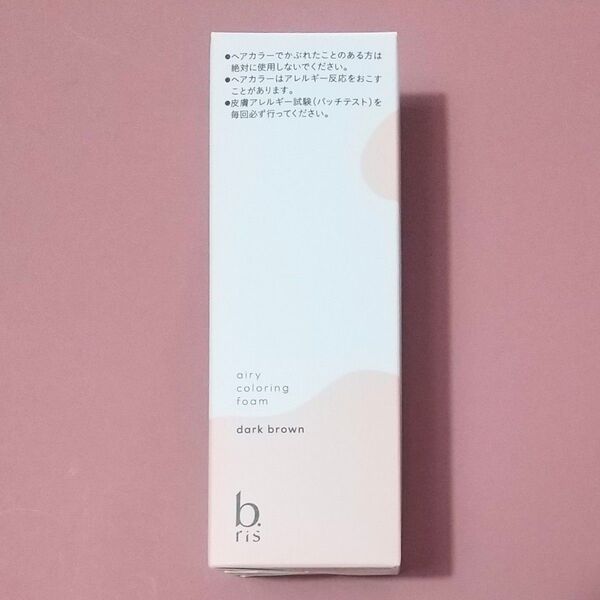 ●ヘアカラーでかぶれたことのある方は
絶対に使用しないでください。
●ヘアカラーはアレルギー反応をおこす
ことがあります。
●皮膚アレルギー試験(パッチテスト)を
毎回必ず行ってください。
airy
coloring
foam
dark brown
b.
ris